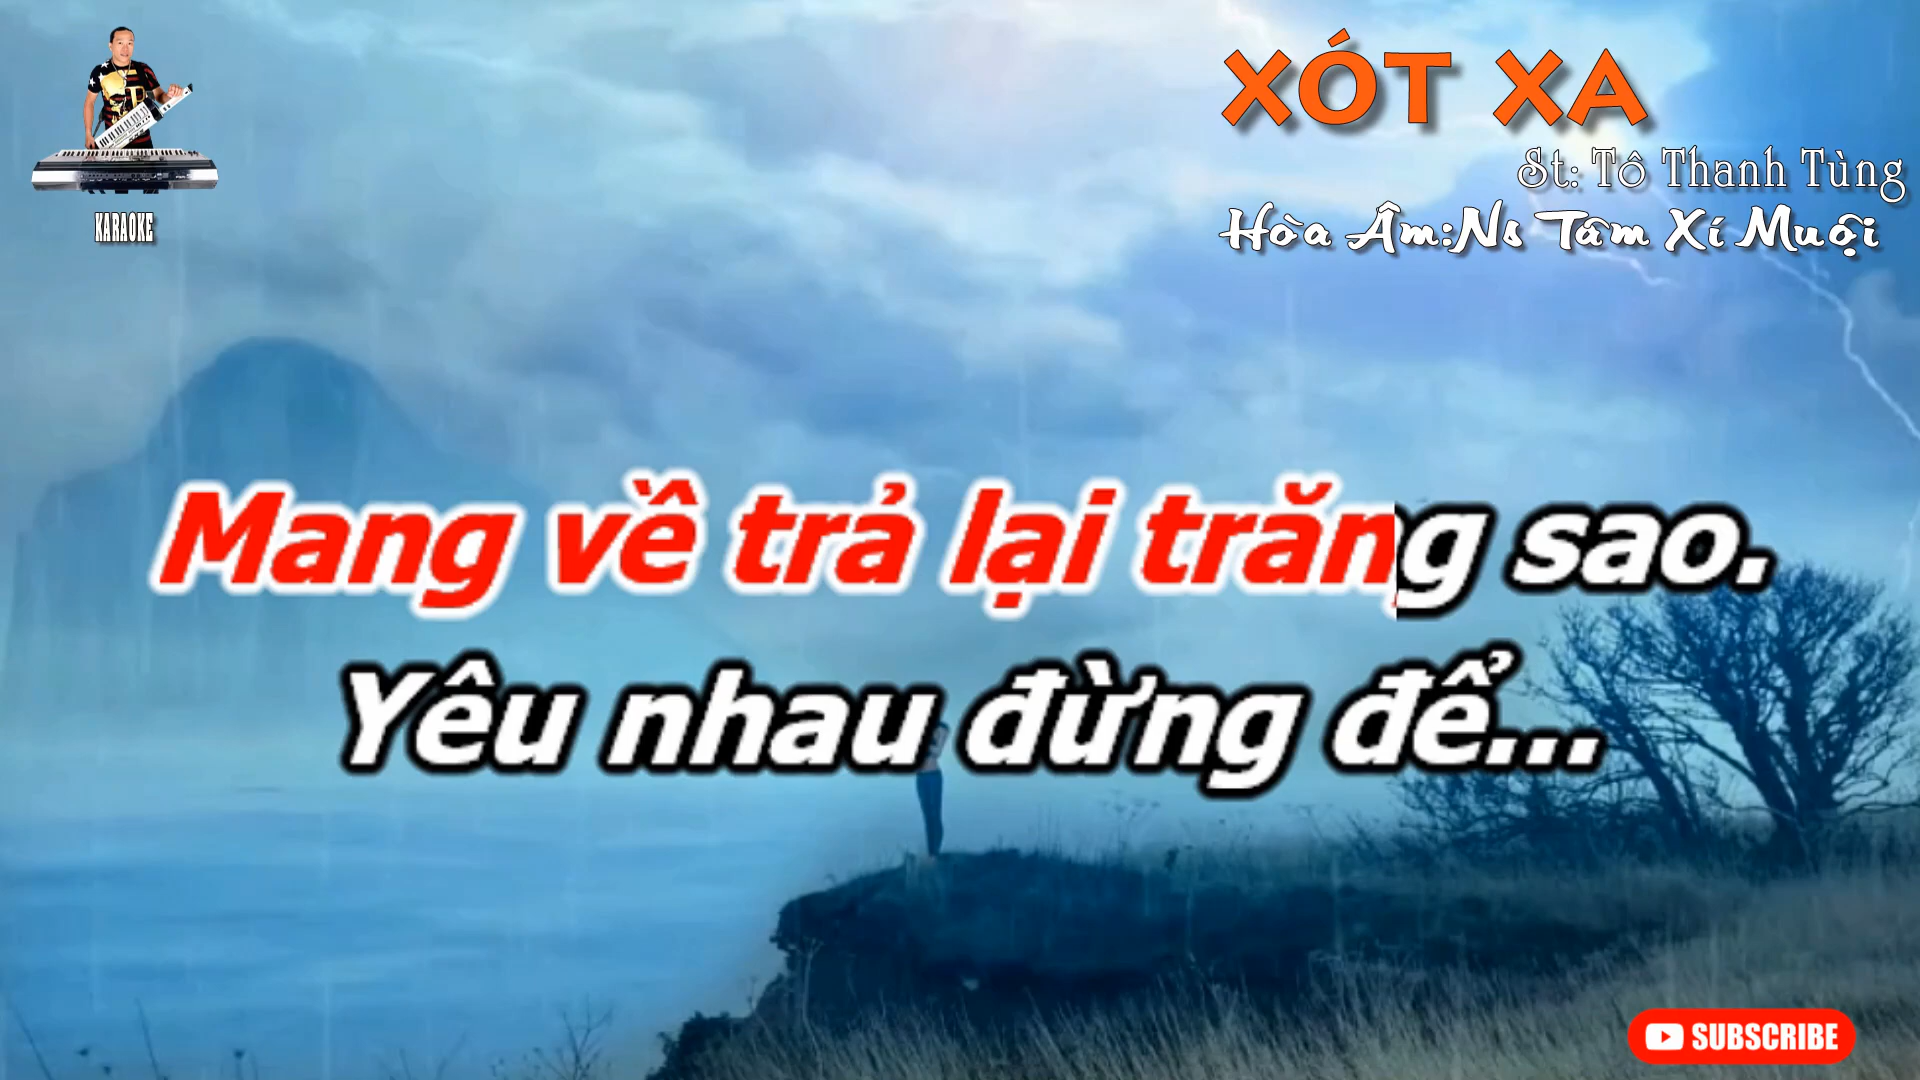 XÓT XA
St: Tô Thanh Tùng
Hòa Âm:Ns Tâm Xí Muội
KARAOKE
Mang về trả lại trăng sao.
Yêu nhau đừng để...
SUBSCRIBE